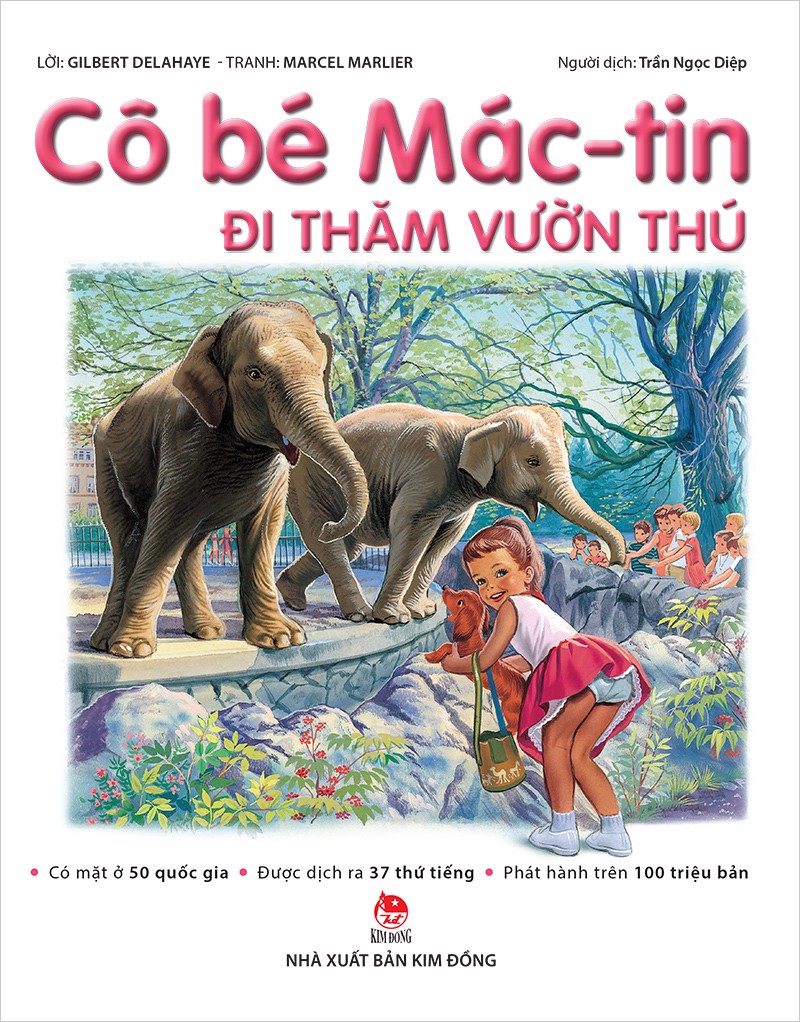 LỜI: GILBERT DELAHAYE - TRANH: MARCEL MARLIER
Người dịch: Trần Ngọc Diệp
Cô bé Mác-tin
ĐI THĂM VƯỜN THÚ
• Có mặt ở 50 quốc gia • Được dịch ra 37 thứ tiếng • Phát hành trên 100 triệu bản
KIM ĐỒNG
NHÀ XUẤT BẢN KIM ĐỒNG